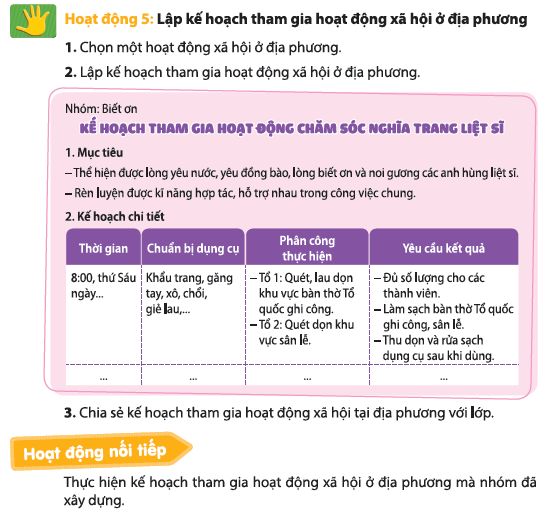 Hoạt động 5: Lập kế hoạch tham gia hoạt động xã hội ở địa phương
1. Chọn một hoạt động xã hội ở địa phương.
2. Lập kế hoạch tham gia hoạt động xã hội ở địa phương.
Nhóm: Biết ơn
KẾ HOẠCH THAM GIA HOẠT ĐỘNG CHĂM SÓC NGHĨA TRANG LIỆT SĨ
1. Mục tiêu
– Thể hiện được lòng yêu nước, yêu đồng bào, lòng biết ơn và noi gương các anh hùng liệt sĩ.
– Rèn luyện được kĩ năng hợp tác, hỗ trợ nhau trong công việc chung.
2. Kế hoạch chi tiết
Thời gian
Chuẩn bị dụng cụ
Phân công
thực hiện
Yêu cầu kết quả
8:00, thứ Sáu
ngày...
Khẩu trang, găng
tay, xô, chổi,
giẻ lau,...
– Tổ 1: Quét, lau dọn
khu vực bàn thờ Tổ
quốc ghi công.
– Tổ 2: Quét dọn khu
vực sân lễ.
– Đủ số lượng cho các
thành viên.
– Làm sạch bàn thờ Tổ quốc
ghi công, sân lễ.
– Thu dọn và rửa sạch
dụng cụ sau khi dùng.
...
...
...
...
3. Chia sẻ kế hoạch tham gia hoạt động xã hội tại địa phương với lớp.
Hoạt động nối tiếp
Thực hiện kế hoạch tham gia hoạt động xã hội ở địa phương mà nhóm đã
xây dựng.